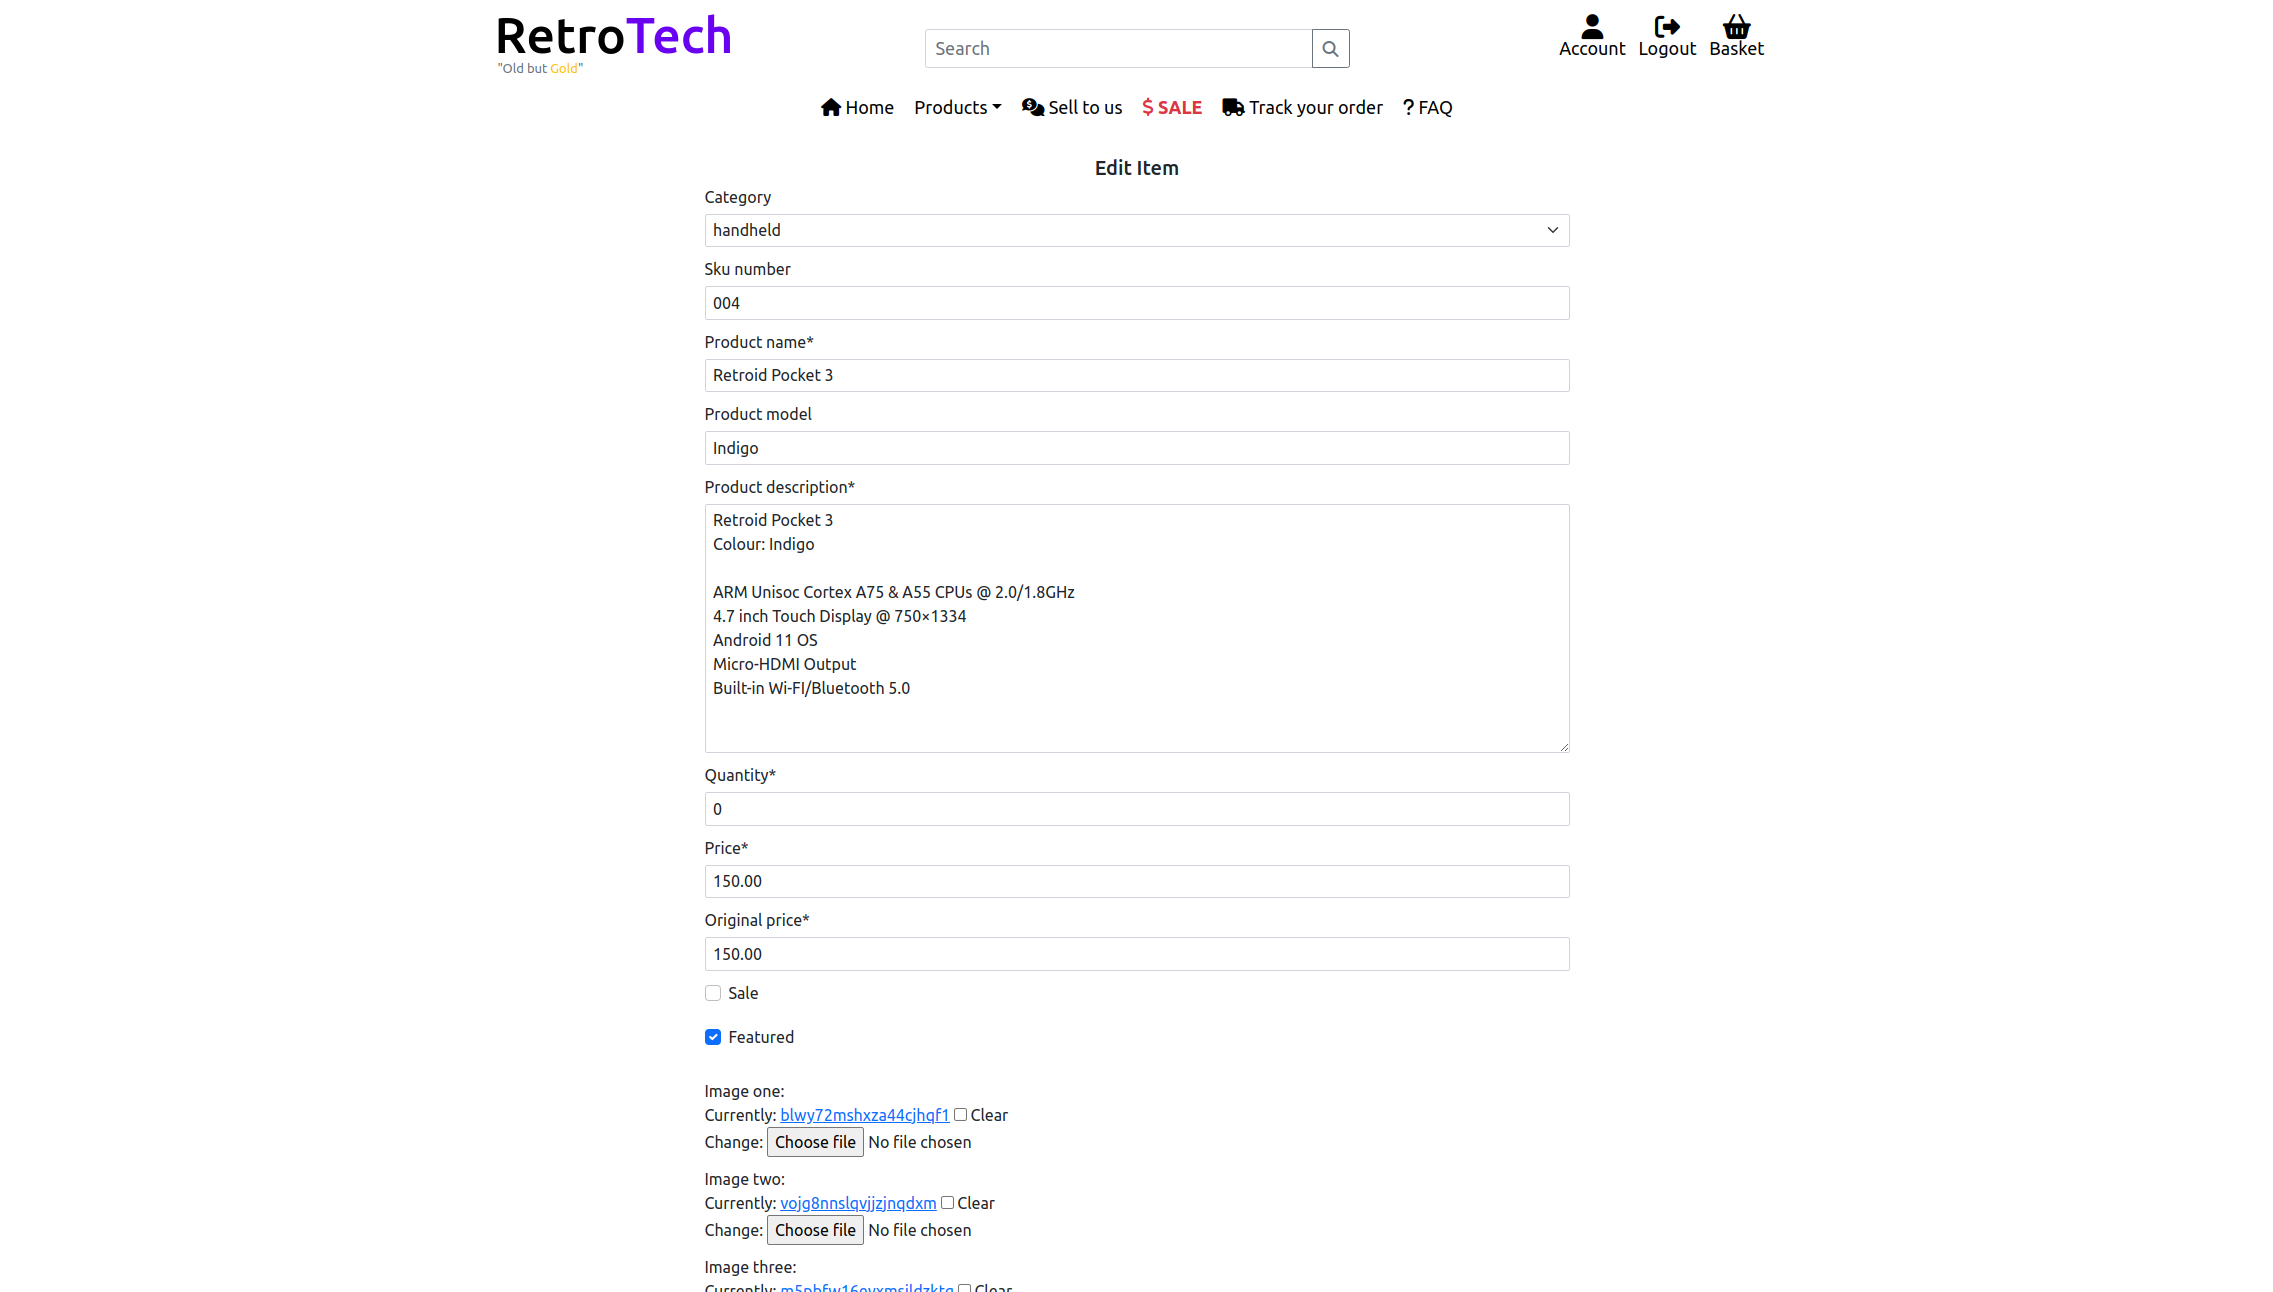 RetroTech
"Old but Gold"
Search
Account Logout Basket
Home Products Sell to us $ SALE Track your order ? FAQ
Edit Item
Category
handheld
Sku number
004
Product name*
Retroid Pocket 3
Product model
Indigo
Product description*
Retroid Pocket 3
Colour: Indigo
ARM Unisoc Cortex A75 & A55 CPUs @ 2.0/1.8GHz
4.7 inch Touch Display @ 750×1334
Android 11 OS
Micro-HDMI Output
Built-in Wi-FI/Bluetooth 5.0
Quantity*
0
Price*
150.00
Original price*
150.00
Sale
Featured
Image one:
Currently: blwy72mshxza44cjhqf1 Clear
Change: Choose file No file chosen
Image two:
Currently: vojg8nnslqvjjzjnqdxm Clear
Change: Choose file No file chosen
Image three:
Currently: Clear